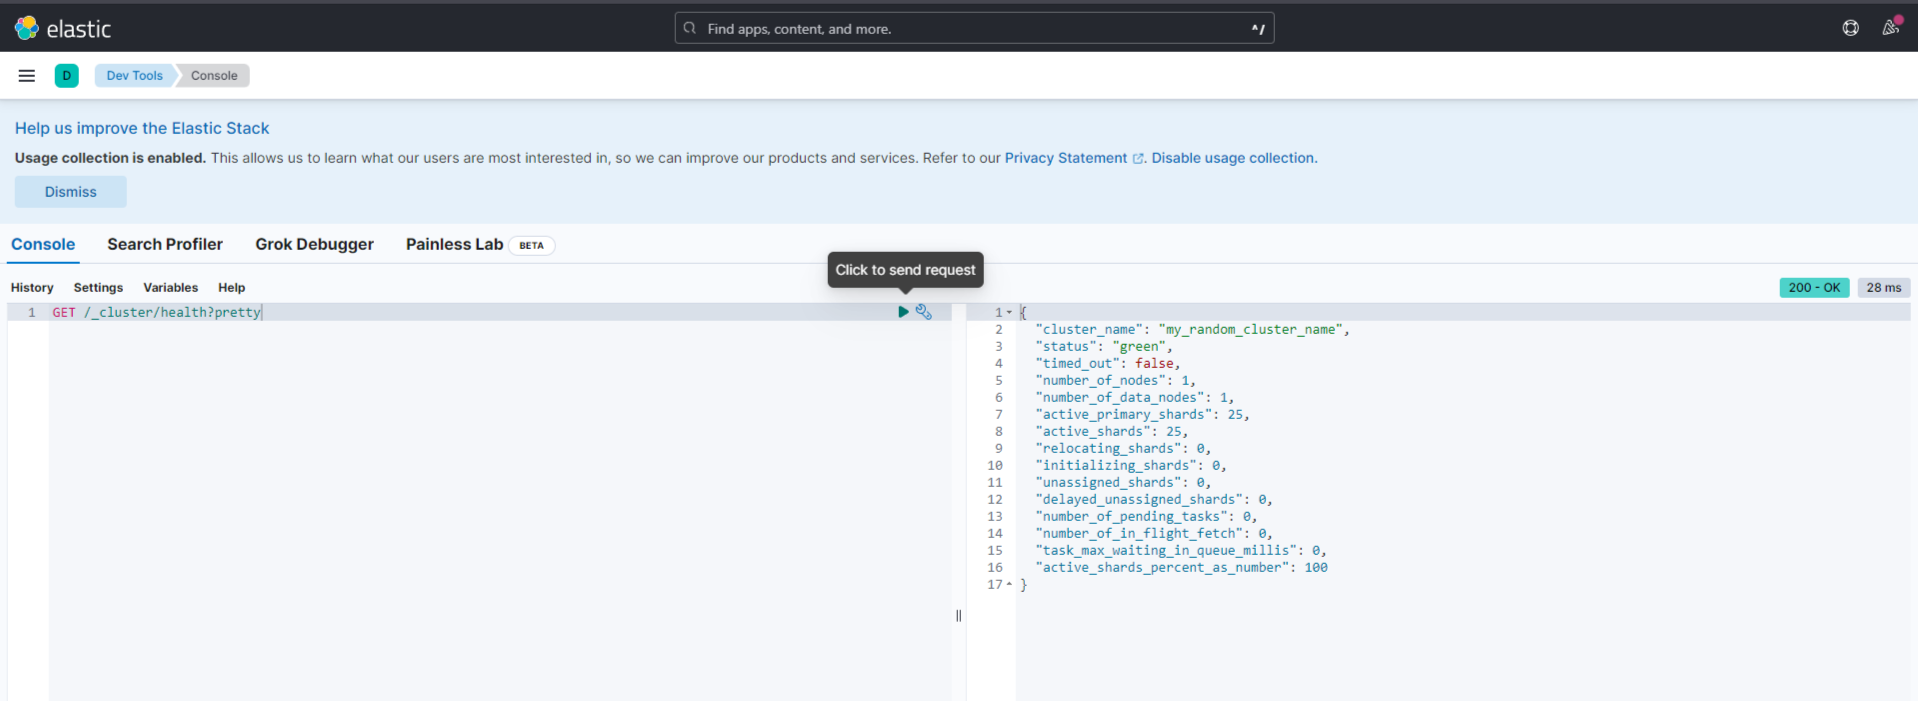 elastic
Find apps, content, and more.
^/
D
Dev Tools
Console
Help us improve the Elastic Stack
Usage collection is enabled. This allows us to learn what our users are most interested in, so we can improve our products and services. Refer to our Privacy Statement. Disable usage collection.
Dismiss
Console
Search Profiler
Grok Debugger
Painless Lab
BETA
Click to send request
History
Settings
Variables
Help
200 - OK
28 ms
1 GET /_cluster/health?pretty
1 {
2 "cluster_name": "my_random_cluster_name",
3 "status": "green",
4 "timed_out": false,
5 "number_of_nodes": 1,
6 "number_of_data_nodes": 1,
7 "active_primary_shards": 25,
8 "active_shards": 25,
9 "relocating_shards": 0,
10 "initializing_shards": 0,
11 "unassigned_shards": 0,
12 "delayed_unassigned_shards": 0,
13 "number_of_pending_tasks": 0,
14 "number_of_in_flight_fetch": 0,
15 "task_max_waiting_in_queue_millis": 0,
16 "active_shards_percent_as_number": 100
17 }